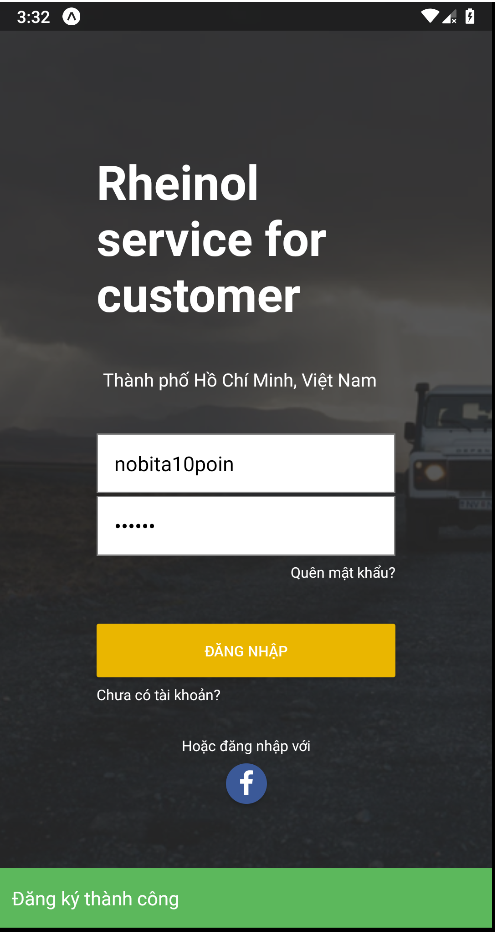 3:32
Rheinol
service for
customer
Thành phố Hồ Chí Minh, Việt Nam
nobita10poin
••••••
Quên mật khẩu?
ĐĂNG NHẬP
Chưa có tài khoản?
Hoặc đăng nhập với
Đăng ký thành công